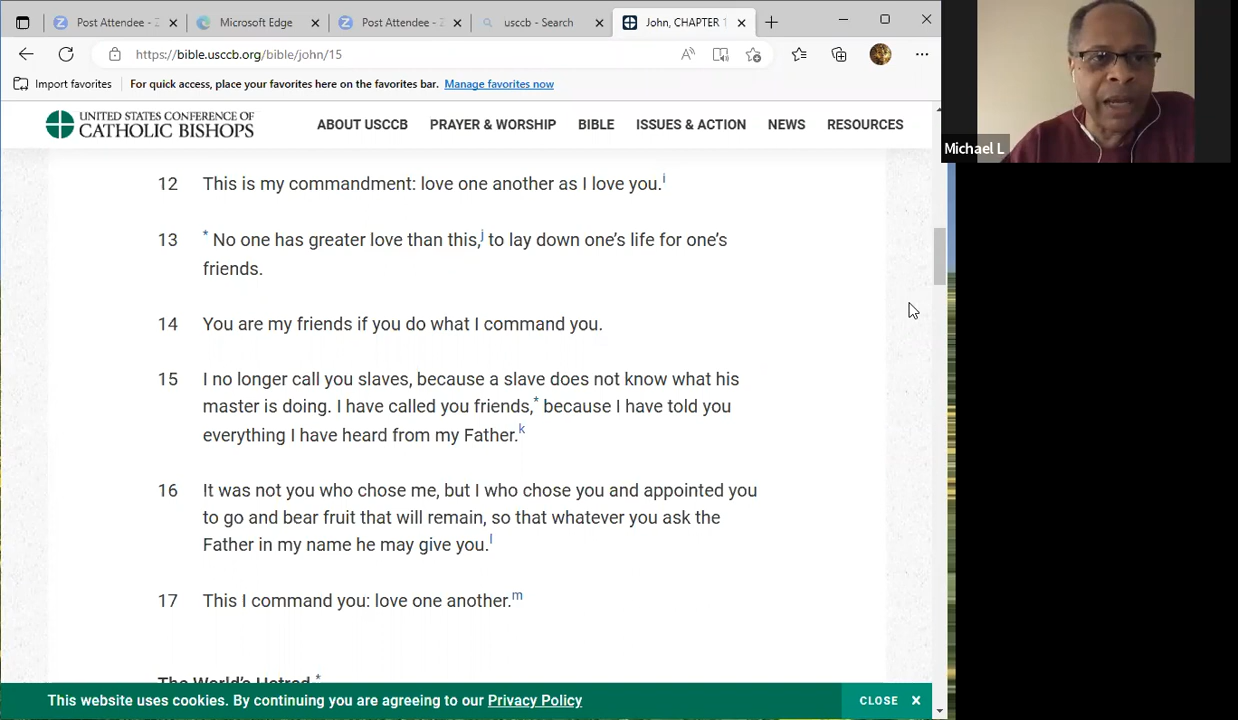 Post Attendee - Z
Microsoft Edge
Post Attendee - Z
usccb - Search
John, CHAPTER 1
https://bible.usccb.org/bible/john/15
Import favorites
For quick access, place your favorites here on the favorites bar. Manage favorites now
UNITED STATES CONFERENCE OF
CATHOLIC BISHOPS
ABOUT USCCB
PRAYER & WORSHIP
BIBLE
ISSUES & ACTION
NEWS
RESOURCES
Michael L
12 This is my commandment: love one another as I love you.i
13 * No one has greater love than this,j to lay down one’s life for one’s
friends.
14 You are my friends if you do what I command you.
15 I no longer call you slaves, because a slave does not know what his
master is doing. I have called you friends,* because I have told you
everything I have heard from my Father.k
16 It was not you who chose me, but I who chose you and appointed you
to go and bear fruit that will remain, so that whatever you ask the
Father in my name he may give you.l
17 This I command you: love one another.m
The World’s Hatred.*
This website uses cookies. By continuing you are agreeing to our Privacy Policy
CLOSE ×